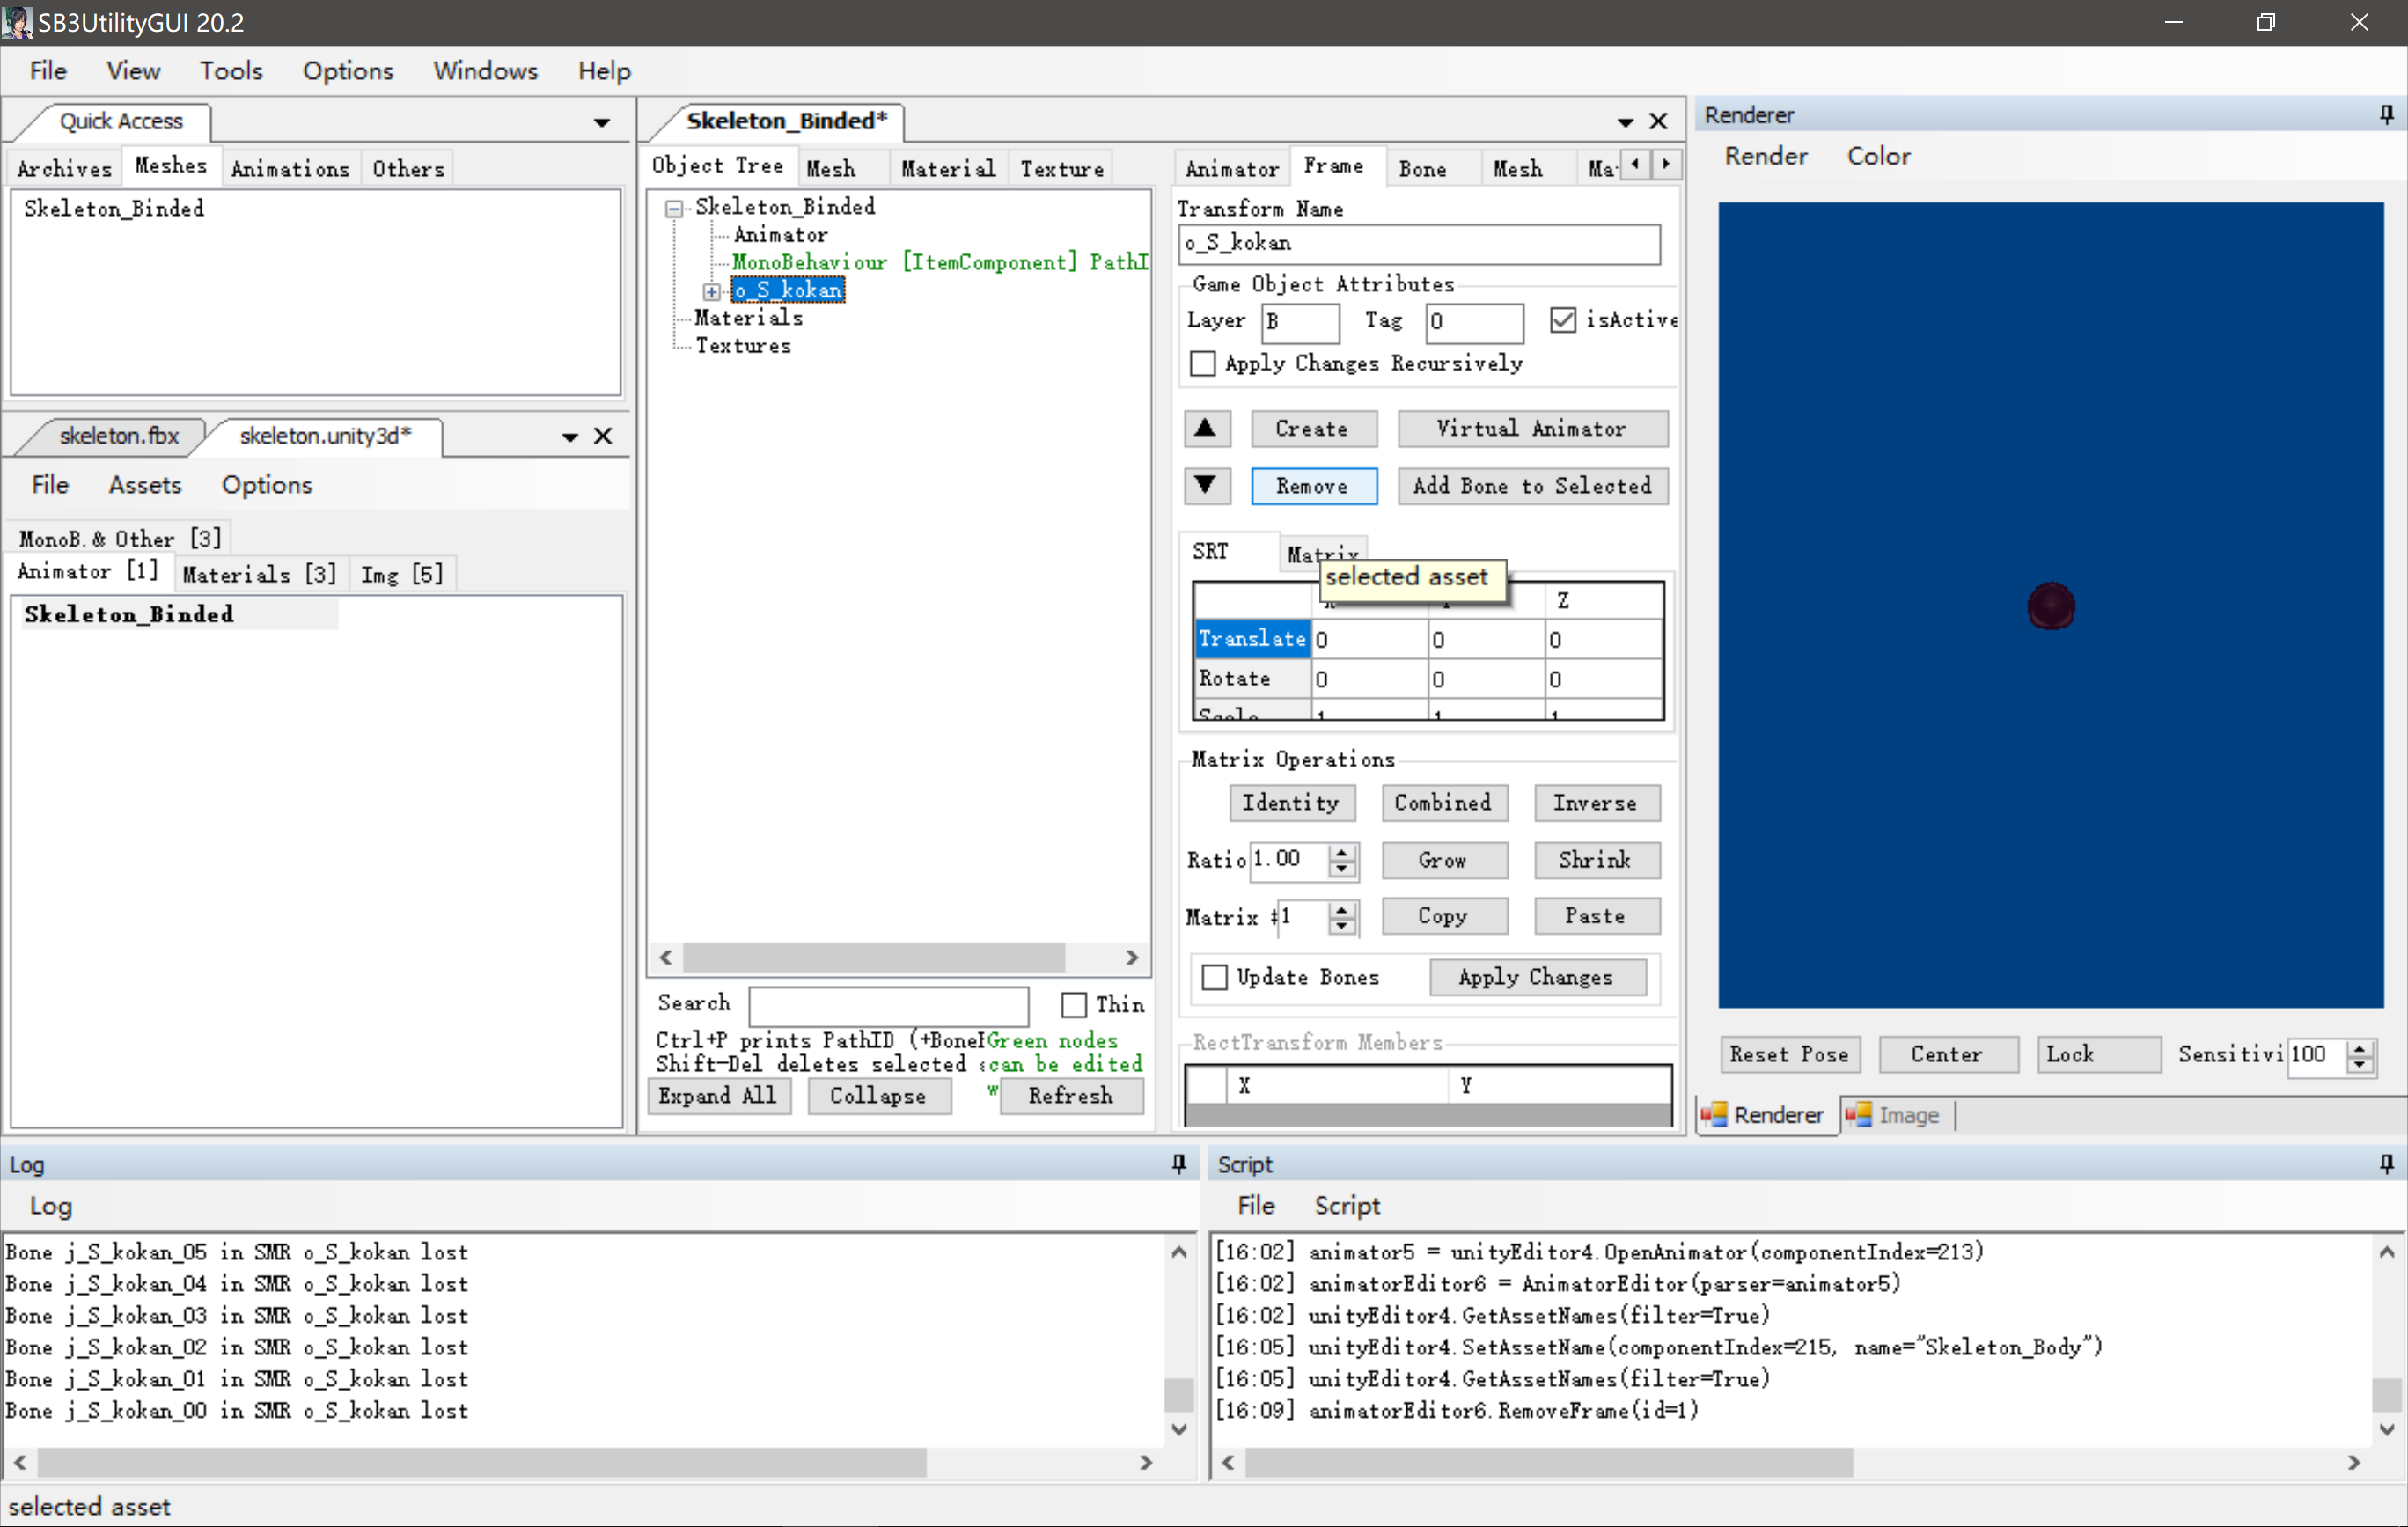 SB3UtilityGUI 20.2
File View Tools Options Windows Help
Quick Access
Archives Meshes Animations Others
Skeleton_Binded
skeleton.fbx skeleton.unity3d*
File Assets Options
MonoB.& Other [3]
Animator [1] Materials [3] Img [5]
Skeleton_Binded
Skeleton_Binded*
Object Tree Mesh Material Texture
Skeleton_Binded
Animator
MonoBehaviour [ItemComponent] PathI
o_S_kokan
Materials
Textures
Search Thin
Ctrl+P prints PathID (+Bone Green nodes
Shift-Del deletes selected can be edited
Expand All Collapse w Refresh
Animator Frame Bone Mesh Ma
Transform Name
o_S_kokan
Game Object Attributes
Layer B Tag 0 isActive
Apply Changes Recursively
▲ Create Virtual Animator
▼ Remove Add Bone to Selected
SRT Matrix
selected asset
Z
Translate 0 0 0
Rotate 0 0 0
Scale 1 1 1
Matrix Operations
Identity Combined Inverse
Ratio 1.00 Grow Shrink
Matrix # 1 Copy Paste
Update Bones Apply Changes
RectTransform Members
X Y
Renderer
Render Color
Reset Pose Center Lock Sensitivi 100
Renderer Image
Log
Log
Bone j_S_kokan_05 in SMR o_S_kokan lost
Bone j_S_kokan_04 in SMR o_S_kokan lost
Bone j_S_kokan_03 in SMR o_S_kokan lost
Bone j_S_kokan_02 in SMR o_S_kokan lost
Bone j_S_kokan_01 in SMR o_S_kokan lost
Bone j_S_kokan_00 in SMR o_S_kokan lost
Script
File Script
[16:02] animator5 = unityEditor4.OpenAnimator(componentIndex=213)
[16:02] animatorEditor6 = AnimatorEditor(parser=animator5)
[16:02] unityEditor4.GetAssetNames(filter=True)
[16:05] unityEditor4.SetAssetName(componentIndex=215, name="Skeleton_Body")
[16:05] unityEditor4.GetAssetNames(filter=True)
[16:09] animatorEditor6.RemoveFrame(id=1)
selected asset